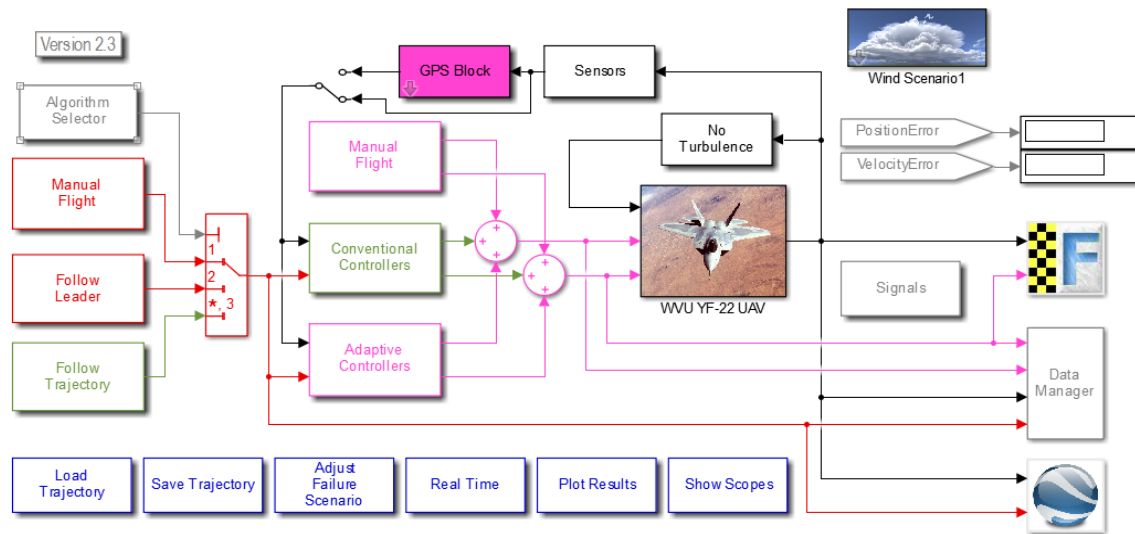 Version 2.3
Algorithm
Selector
Manual
Flight
Follow
Leader
Follow
Trajectory
1
2
*, 3
GPS Block
Sensors
Manual
Flight
No
Turbulence
Conventional
Controllers
Adaptive
Controllers
+
+
+
+
+
+
WVU YF-22 UAV
Wind Scenario1
PositionError
VelocityError
Signals
F
Data
Manager
Load
Trajectory
Save Trajectory
Adjust
Failure
Scenario
Real Time
Plot Results
Show Scopes